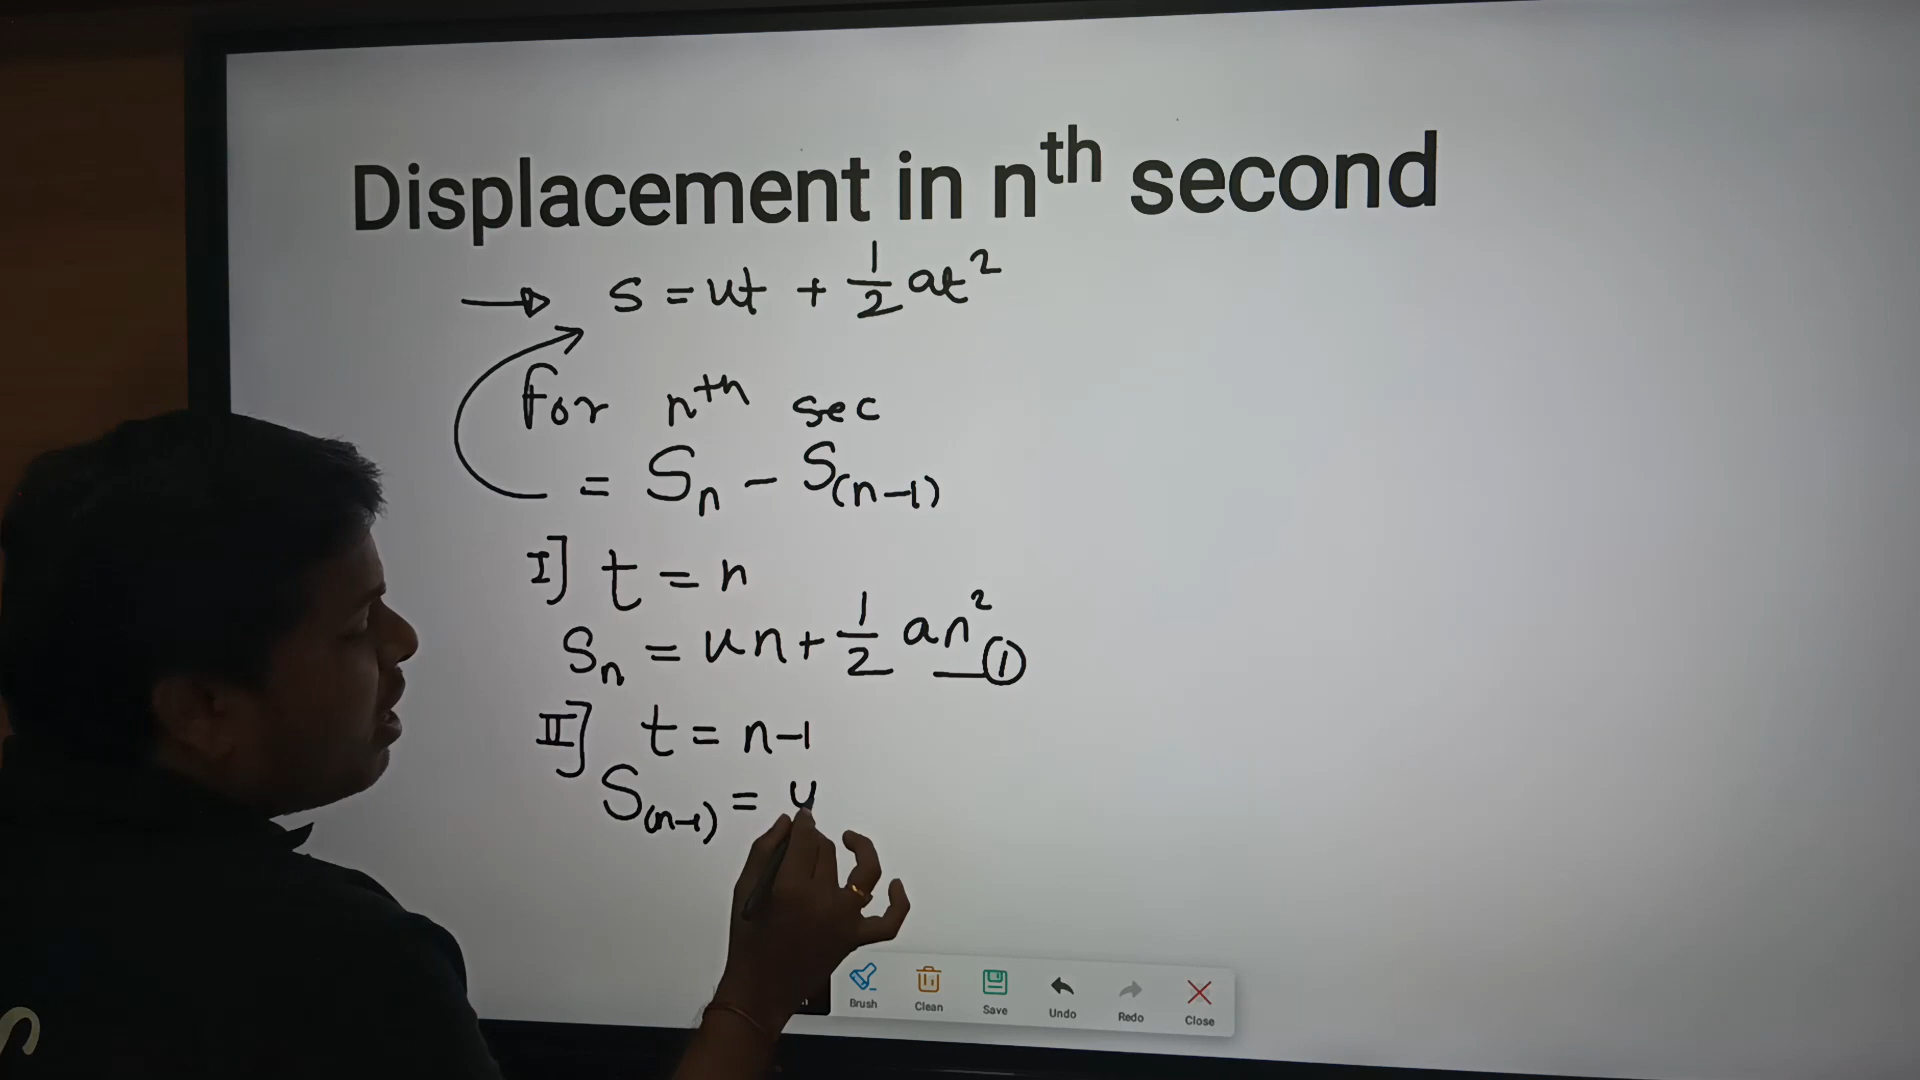 Displacement in nᵗʰ second
→ s = ut + 1/2 at²
For nᵗʰ sec
= Sₙ - S₍ₙ₋₁₎
I] t = n
Sₙ = un + 1/2 an² —①
II] t = n-1
S₍ₙ₋₁₎ = u
Brush Clean Save Undo Redo Close